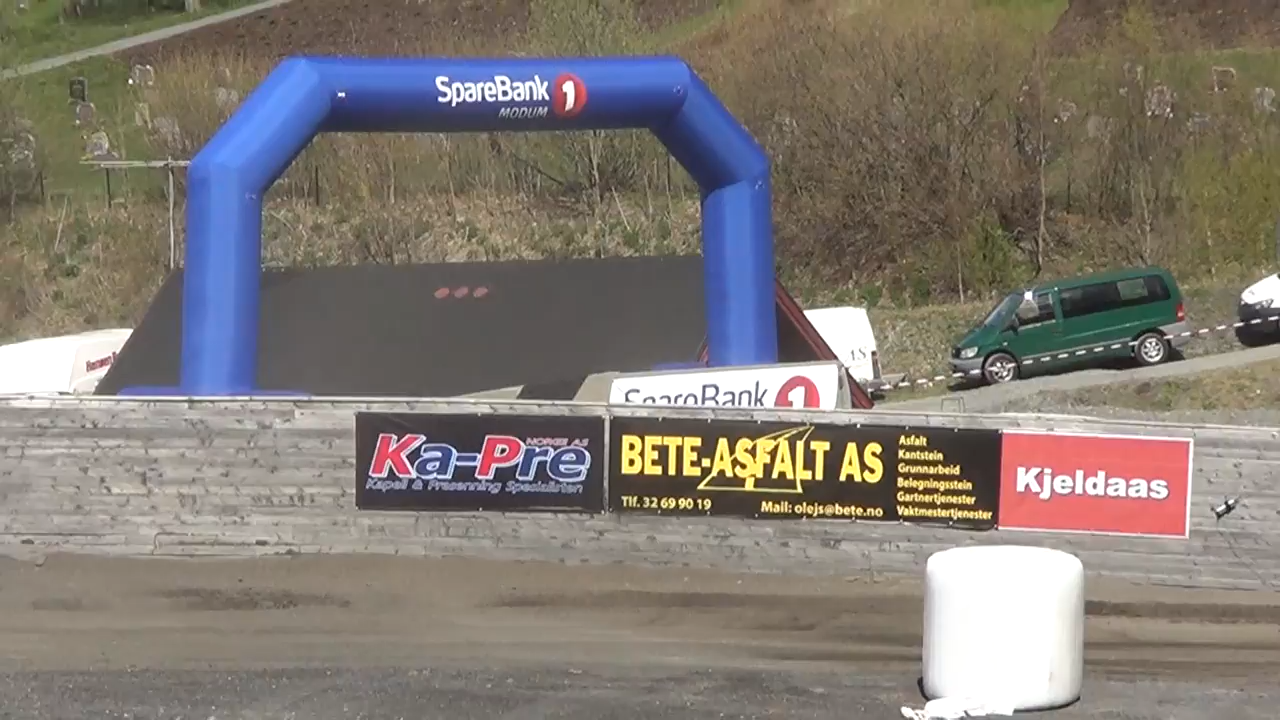 SpareBank 1
MODUM
SpareBank 1
NORGE AS
Ka-Pre
Kapell & Presenning Spesialisten
BETE-ASFALT AS
Tlf. 32 69 90 19
Mail: olejs@bete.no
Asfalt
Kantstein
Grunnarbeid
Belegningsstein
Gartnertjenester
Vaktmestertjenester
Kjeldaas